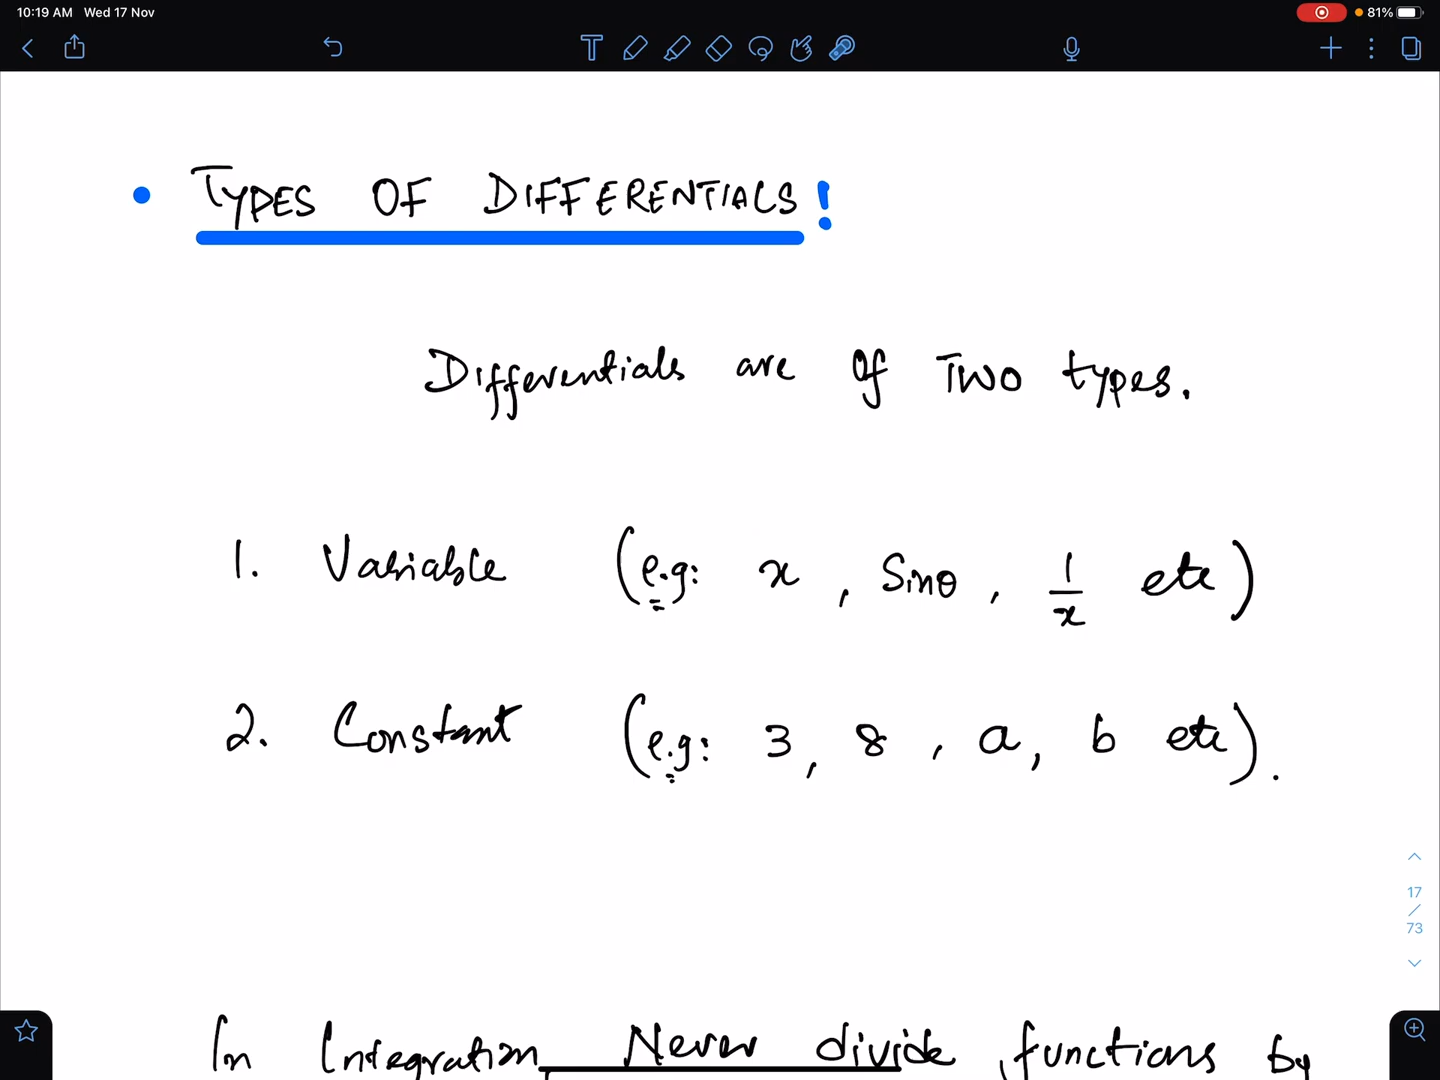 10:19 AM Wed 17 Nov
81%
• TYPES OF DIFFERENTIALS!
Differentials are of Two types.
1. Variable (e.g: x, Sinθ, 1/x etc)
2. Constant (e.g: 3, 8, a, b etc).
17
/
73
In Integration Never divide functions by